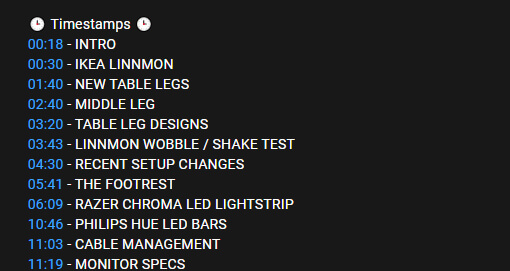 🕒 Timestamps 🕒
00:18 - INTRO
00:30 - IKEA LINNMON
01:40 - NEW TABLE LEGS
02:40 - MIDDLE LEG
03:20 - TABLE LEG DESIGNS
03:43 - LINNMON WOBBLE / SHAKE TEST
04:30 - RECENT SETUP CHANGES
05:41 - THE FOOTREST
06:09 - RAZER CHROMA LED LIGHTSTRIP
10:46 - PHILIPS HUE LED BARS
11:03 - CABLE MANAGEMENT
11:19 - MONITOR SPECS